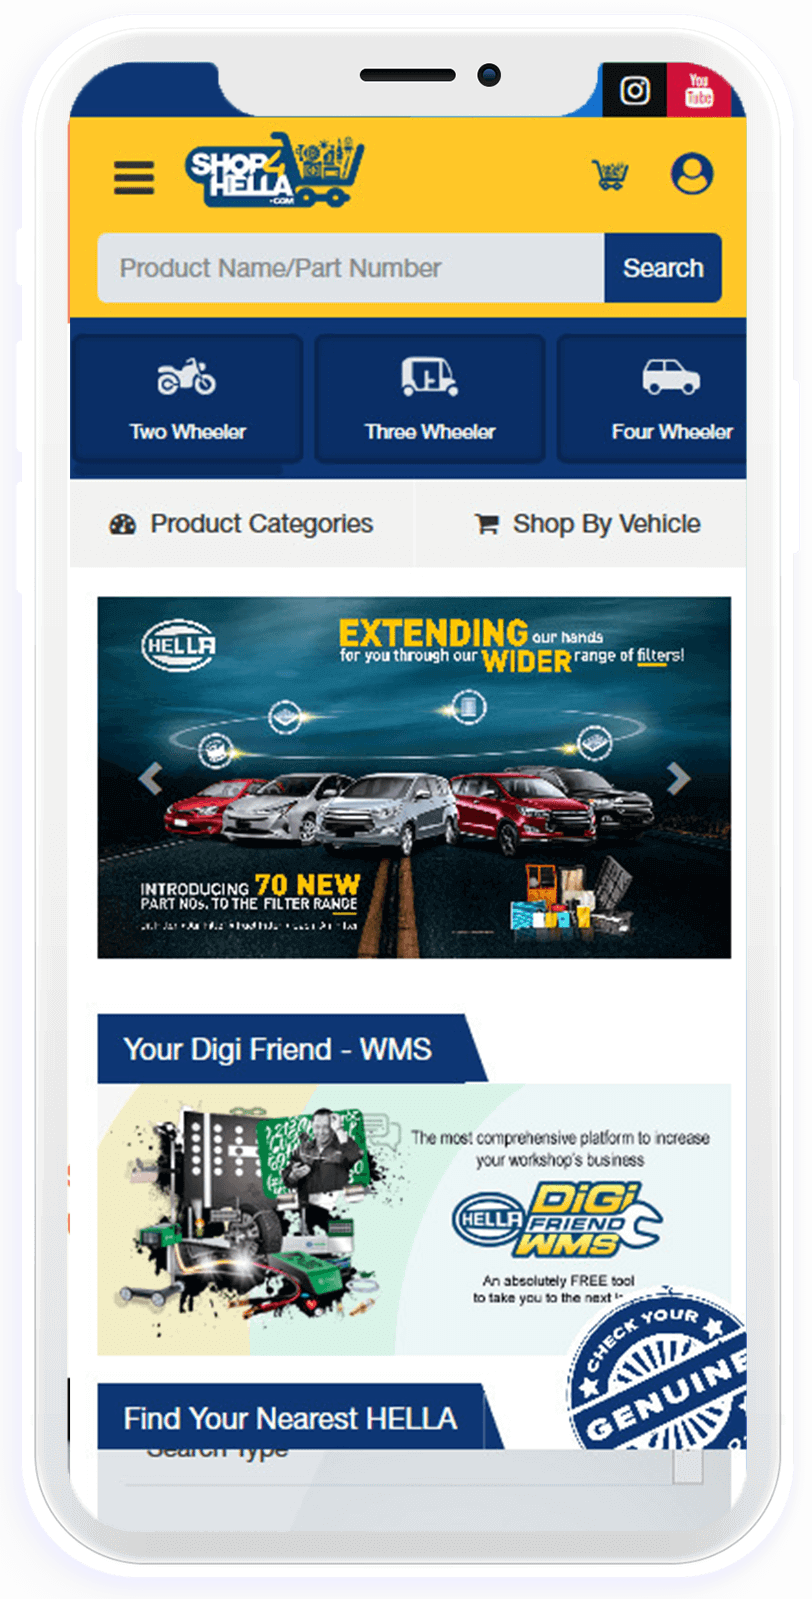 You
Tube
SHOP4
HELLA
.COM
Product Name/Part Number
Search
Two Wheeler
Three Wheeler
Four Wheeler
Product Categories
Shop By Vehicle
HELLA
EXTENDING our hands
for you through our WIDER range of filters!
INTRODUCING 70 NEW
PART NOs. TO THE FILTER RANGE
Your Digi Friend - WMS
The most comprehensive platform to increase
your workshop's business
HELLA
DiGi
FRIEND
WMS
An absolutely FREE tool
to take you to the next
CHECK YOUR
GENUINE
Find Your Nearest HELLA
Search Type